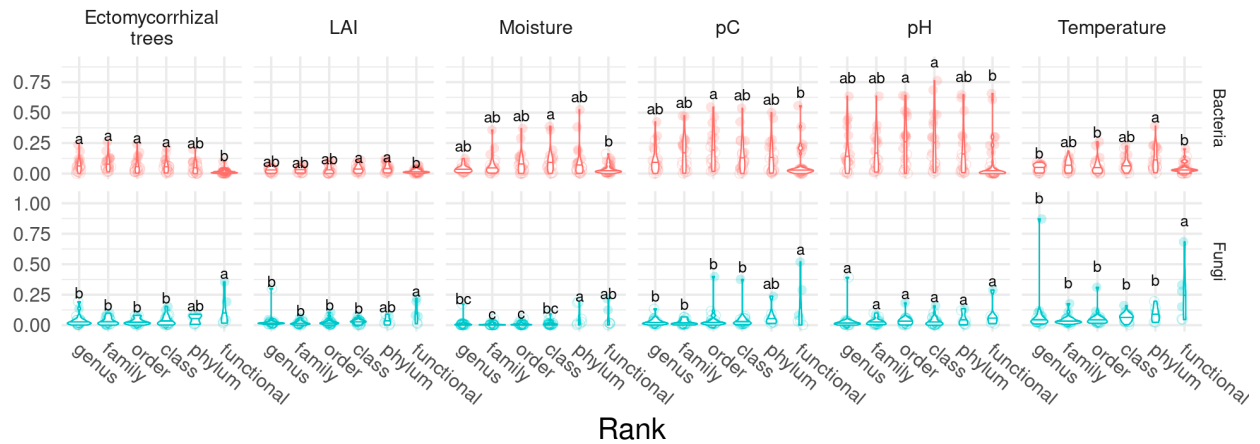 Ectomycorrhizal
trees
LAI
Moisture
pC
pH
Temperature
0.75
0.50
0.25
0.00
a a a a ab b
ab ab ab a a b
ab ab ab a ab b
ab ab a ab ab b
ab ab a a ab b
b ab b ab a b
Bacteria
1.00
0.75
0.50
0.25
0.00
b b b b ab a
b b b b ab a
bc c c bc a ab
b b b b ab a
a a a a a a
b b b b b a
Fungi
genus family order class phylum functional
genus family order class phylum functional
genus family order class phylum functional
genus family order class phylum functional
genus family order class phylum functional
genus family order class phylum functional
Rank